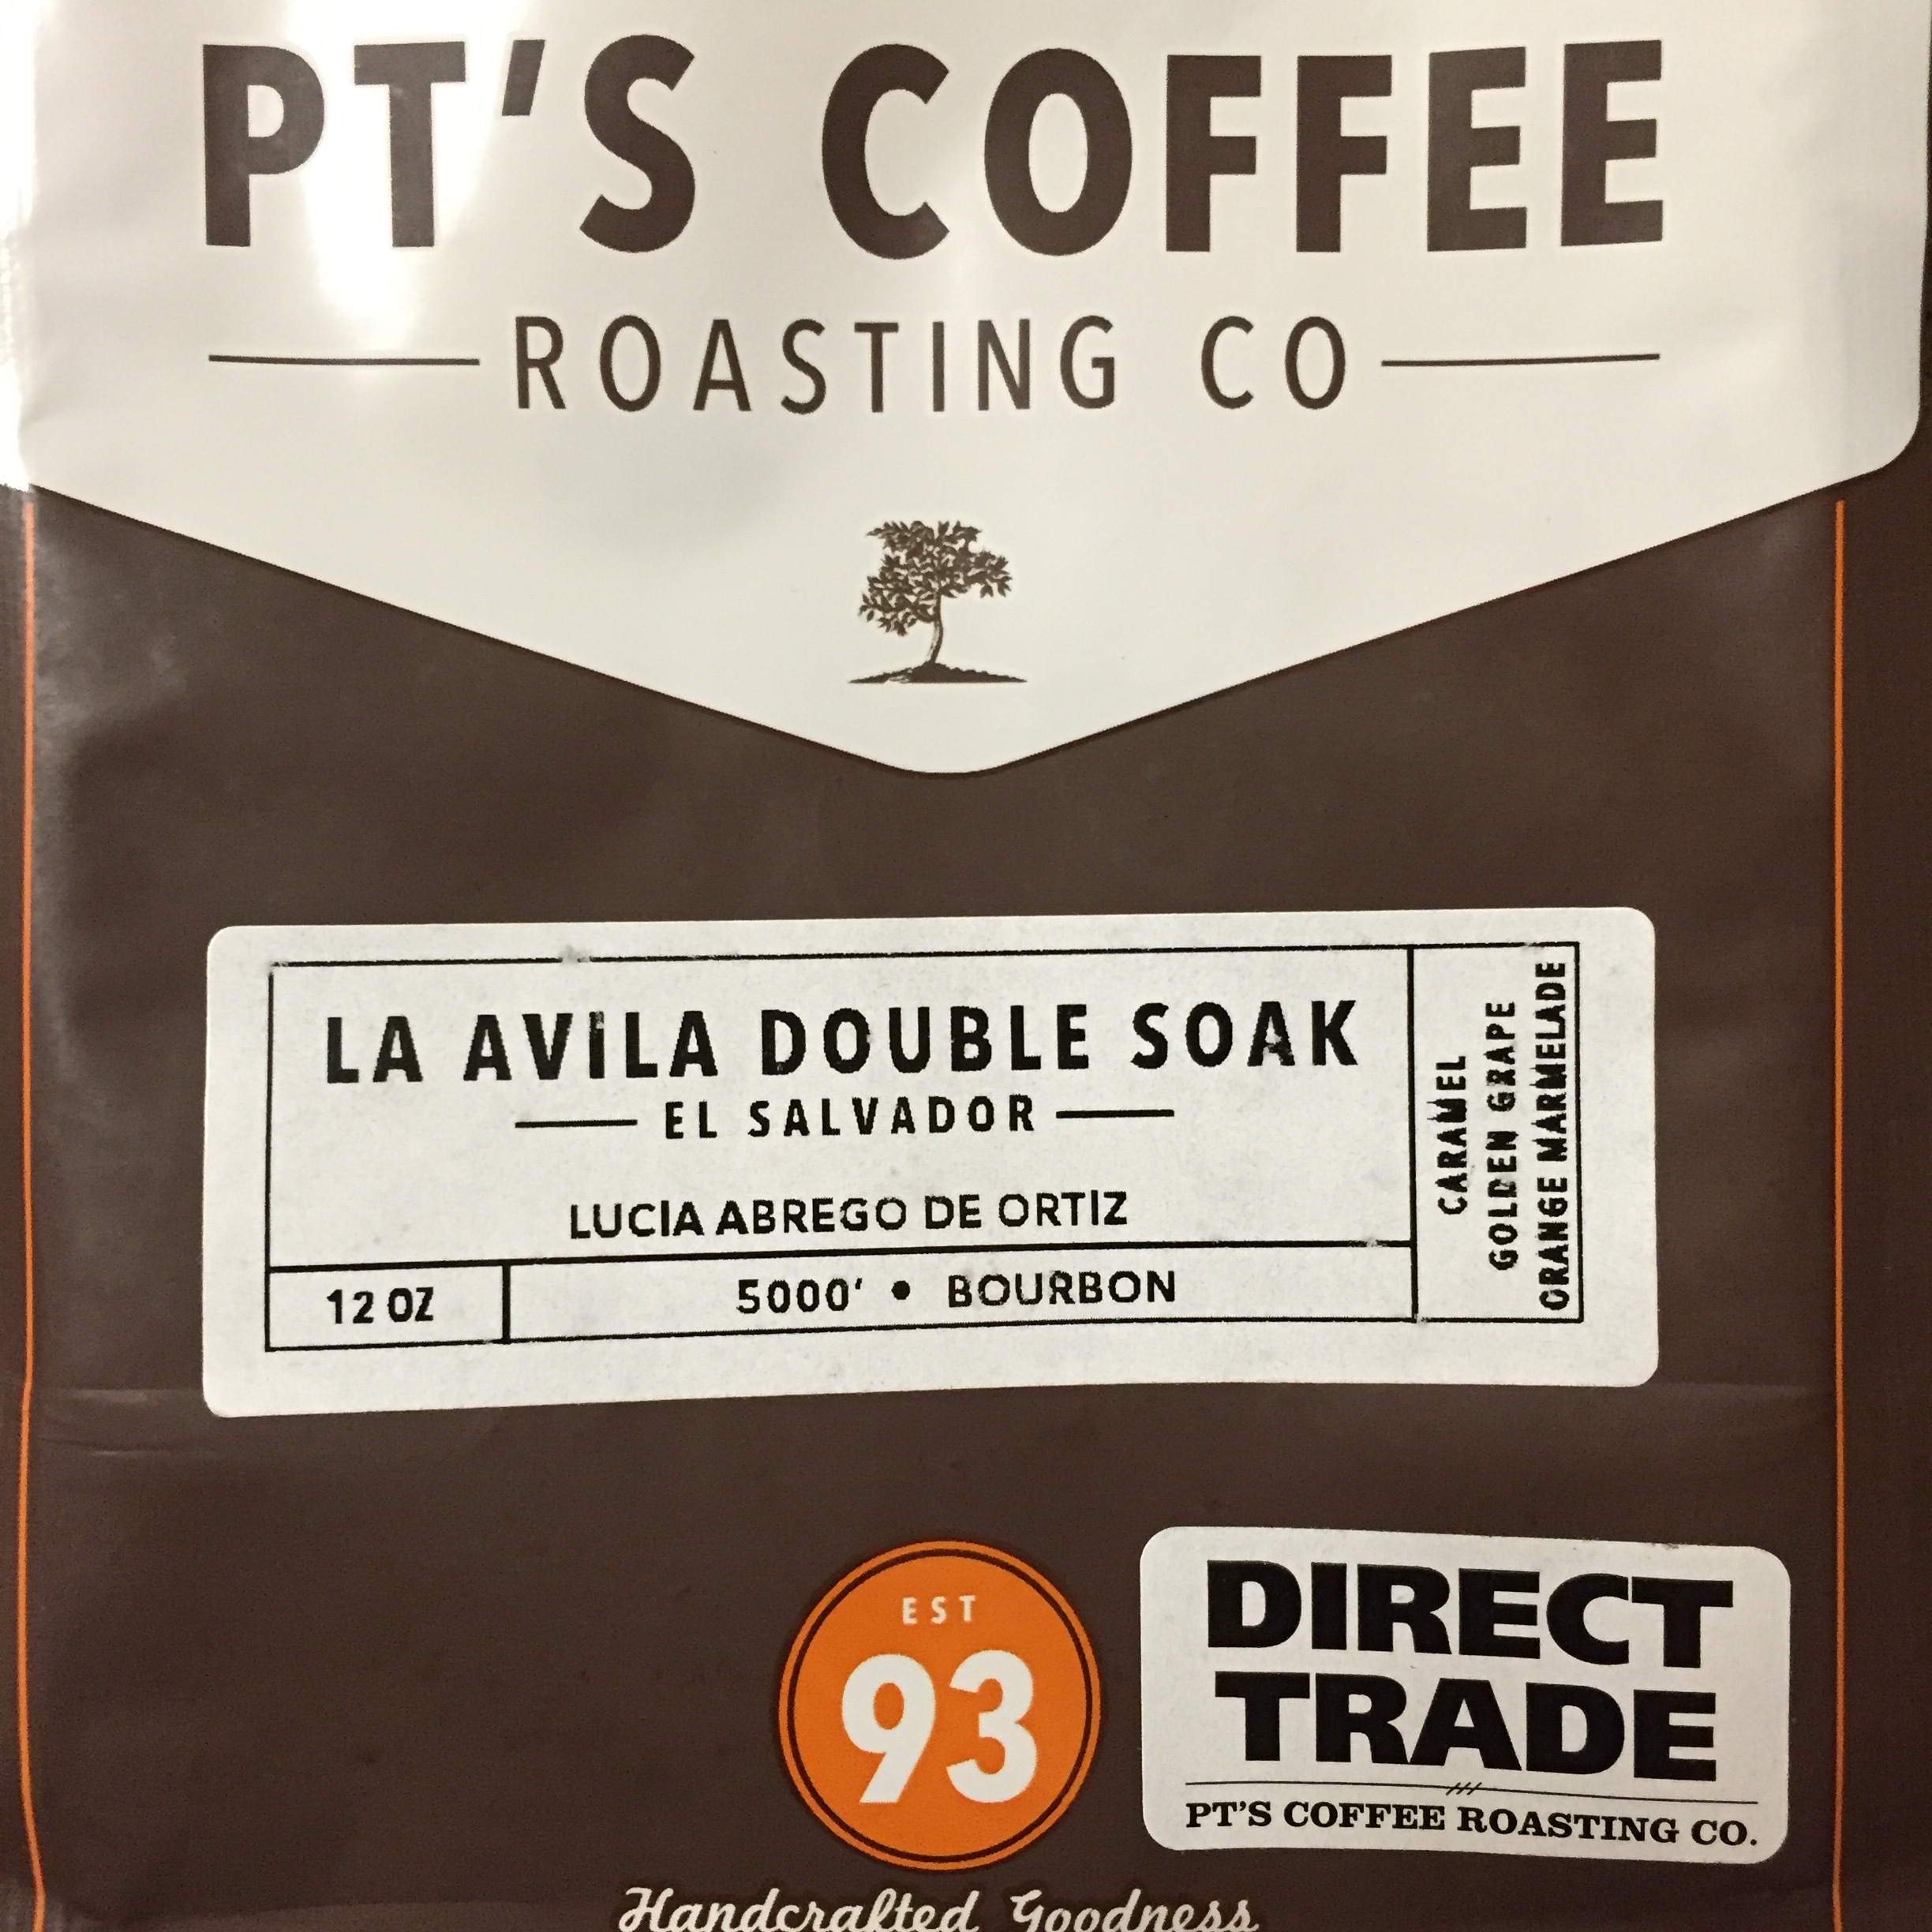 PT'S COFFEE
ROASTING CO
LA AVILA DOUBLE SOAK
EL SALVADOR
LUCIA ABREGO DE ORTIZ
12 OZ
5000' • BOURBON
CARAMEL
GOLDEN GRAPE
ORANGE MARMELADE
EST
93
DIRECT
TRADE
PT'S COFFEE ROASTING CO.
Handcrafted Goodness